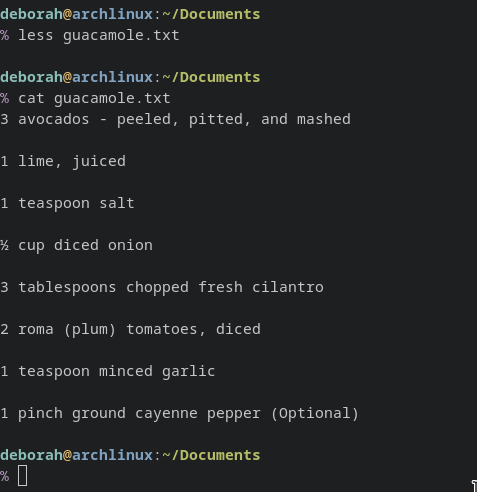 deborah@archlinux:~/Documents
% less guacamole.txt
deborah@archlinux:~/Documents
% cat guacamole.txt
3 avocados - peeled, pitted, and mashed
1 lime, juiced
1 teaspoon salt
½ cup diced onion
3 tablespoons chopped fresh cilantro
2 roma (plum) tomatoes, diced
1 teaspoon minced garlic
1 pinch ground cayenne pepper (Optional)
deborah@archlinux:~/Documents
%